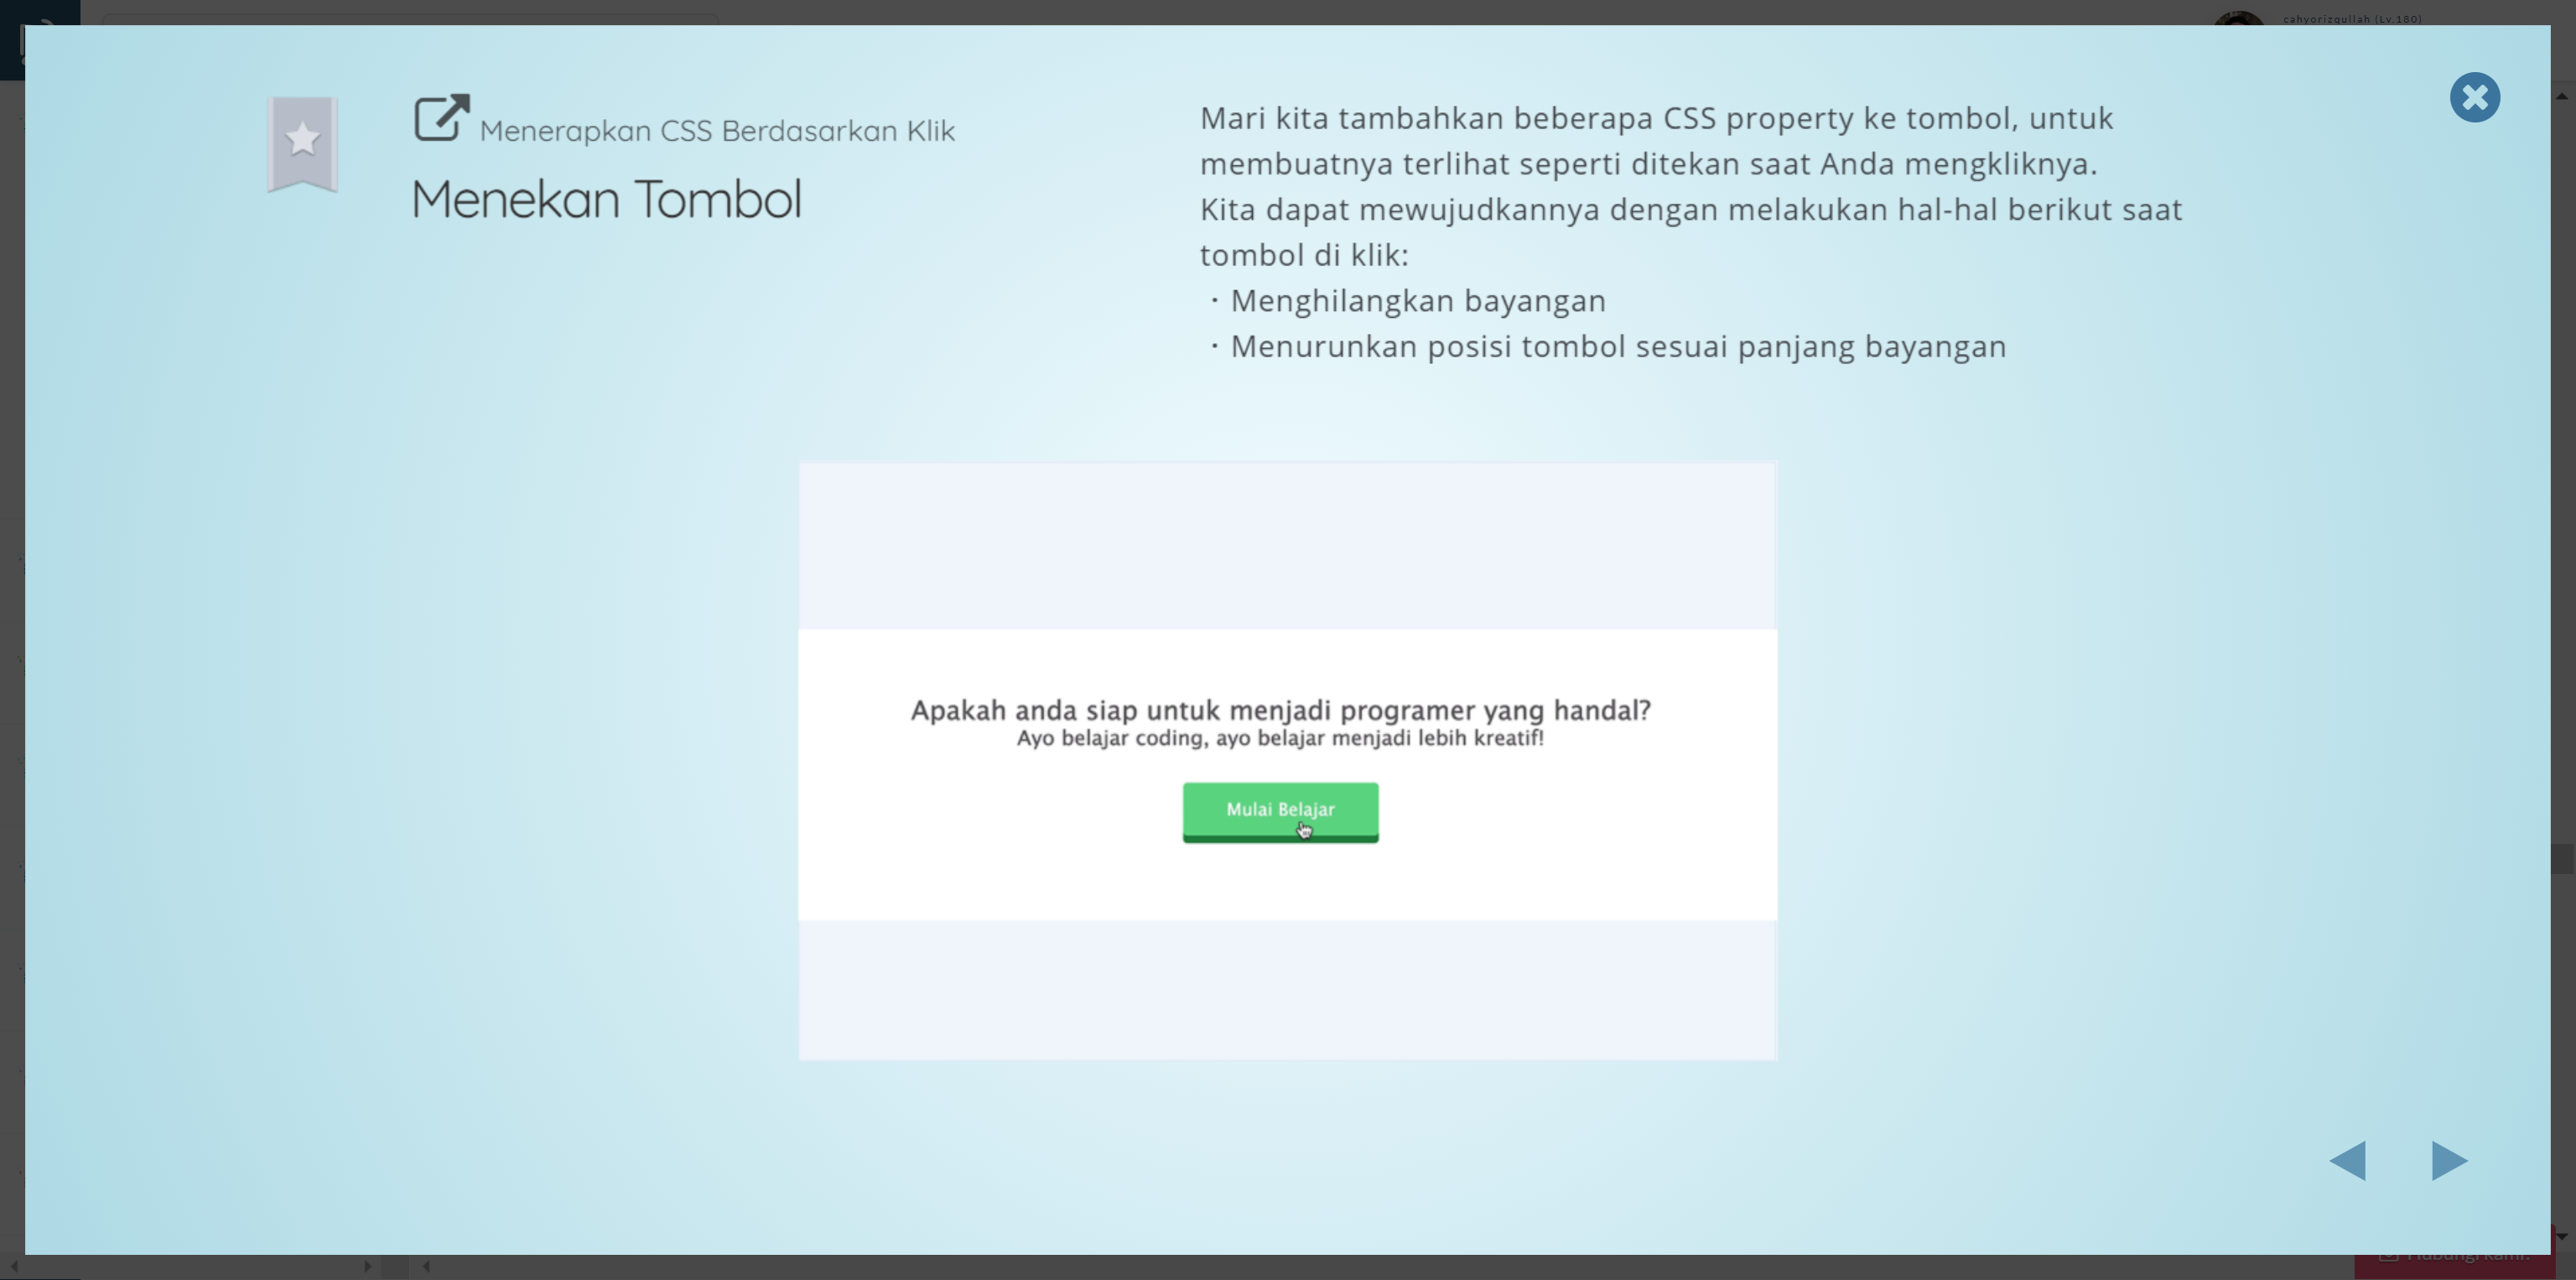 cahyorizqullah (Lv.180)
Menerapkan CSS Berdasarkan Klik
Menekan Tombol
Mari kita tambahkan beberapa CSS property ke tombol, untuk
membuatnya terlihat seperti ditekan saat Anda mengkliknya.
Kita dapat mewujudkannya dengan melakukan hal-hal berikut saat
tombol di klik:
・Menghilangkan bayangan
・Menurunkan posisi tombol sesuai panjang bayangan
Apakah anda siap untuk menjadi programer yang handal?
Ayo belajar coding, ayo belajar menjadi lebih kreatif!
Mulai Belajar
Hubungi kami!